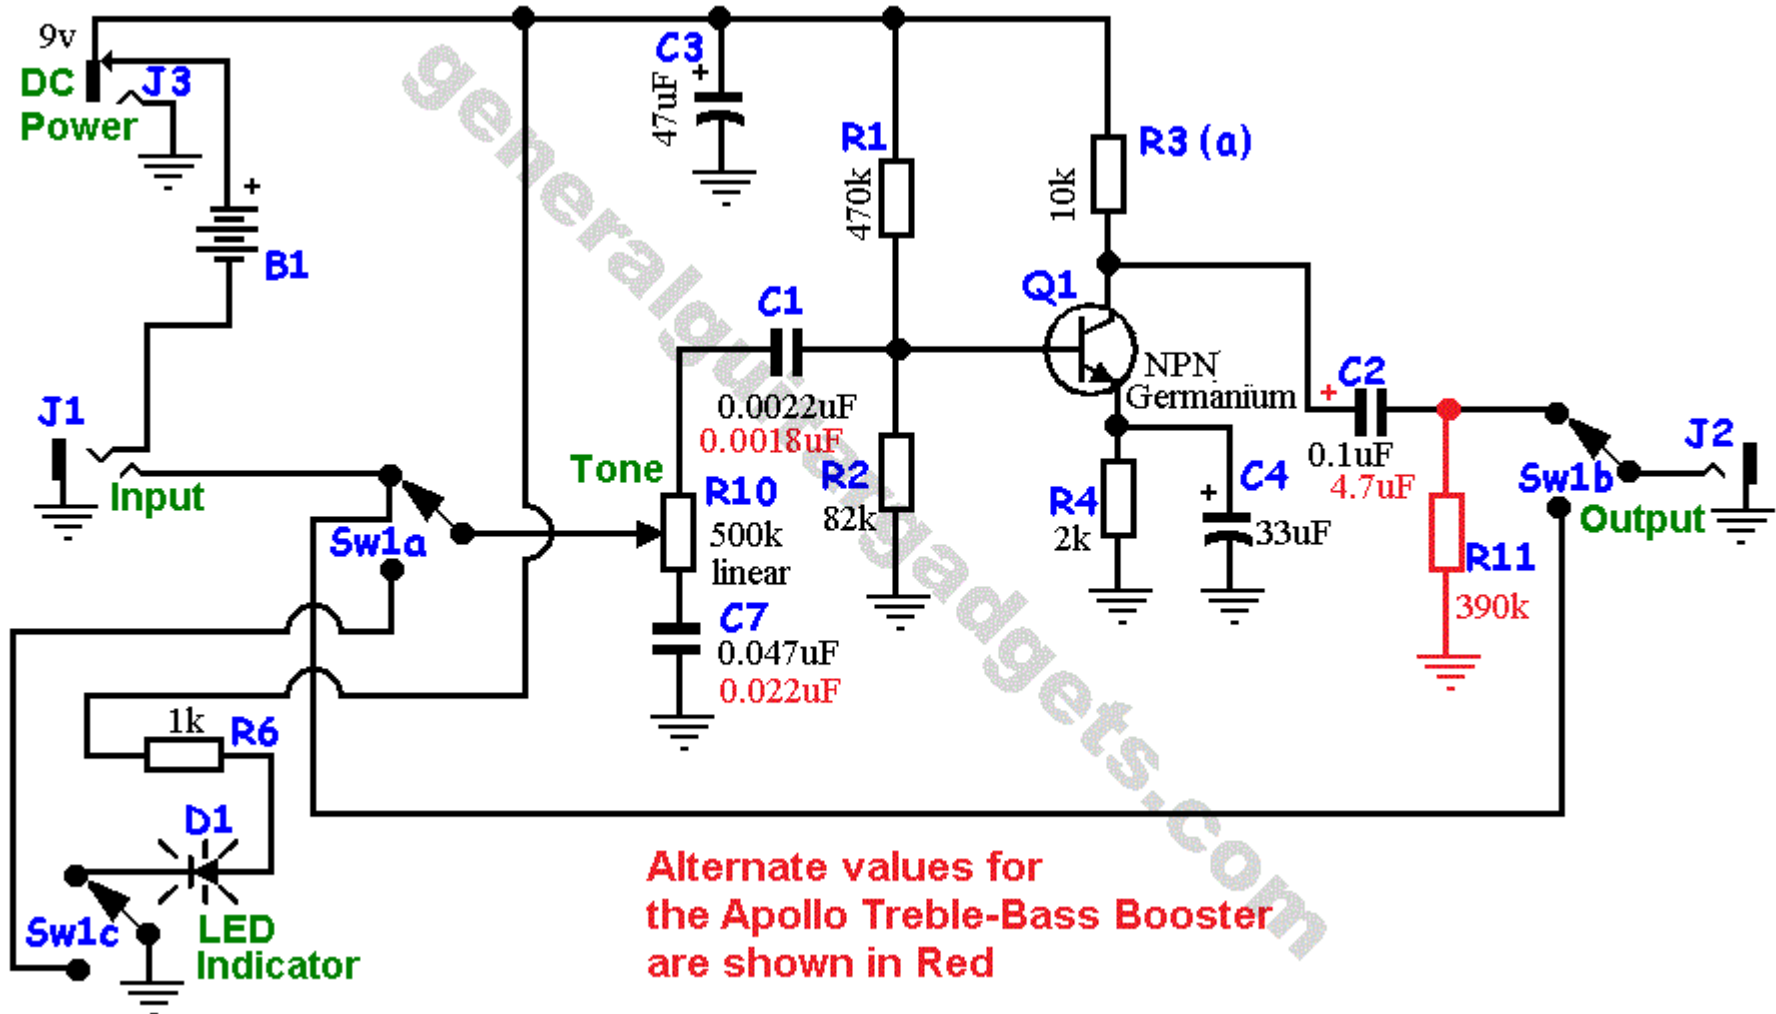 9v
DC
Power
J3
+
B1
J1
Input
Sw1a
C3
+
47uF
R1
470k
R3 (a)
10k
Q1
NPN
Germanium
C1
0.0022uF
0.0018uF
Tone
R10
500k
linear
C7
0.047uF
0.022uF
R2
82k
R4
2k
+
C4
33uF
+
C2
0.1uF
4.7uF
R11
390k
Sw1b
J2
Output
1k
R6
D1
LED
Indicator
Sw1c
Alternate values for
the Apollo Treble-Bass Booster
are shown in Red
generalguitargadgets.com